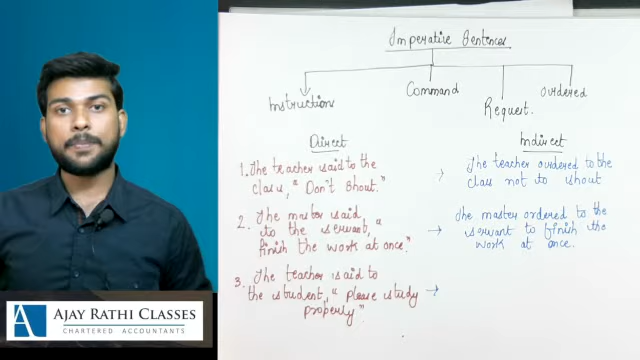 Imperative Sentences
Instruction
Command
Request.
Ordered
Direct
Indirect
1. The teacher said to the
class, "Don't shout."
→ The teacher ordered to the
class not to shout
2. The master said
to the servant, "
finish the work at once."
→ The master ordered to the
servant to finish the
work at once.
3. The teacher said to
the student, "please study
properly".
→
AJAY RATHI CLASSES
CHARTERED ACCOUNTANTS